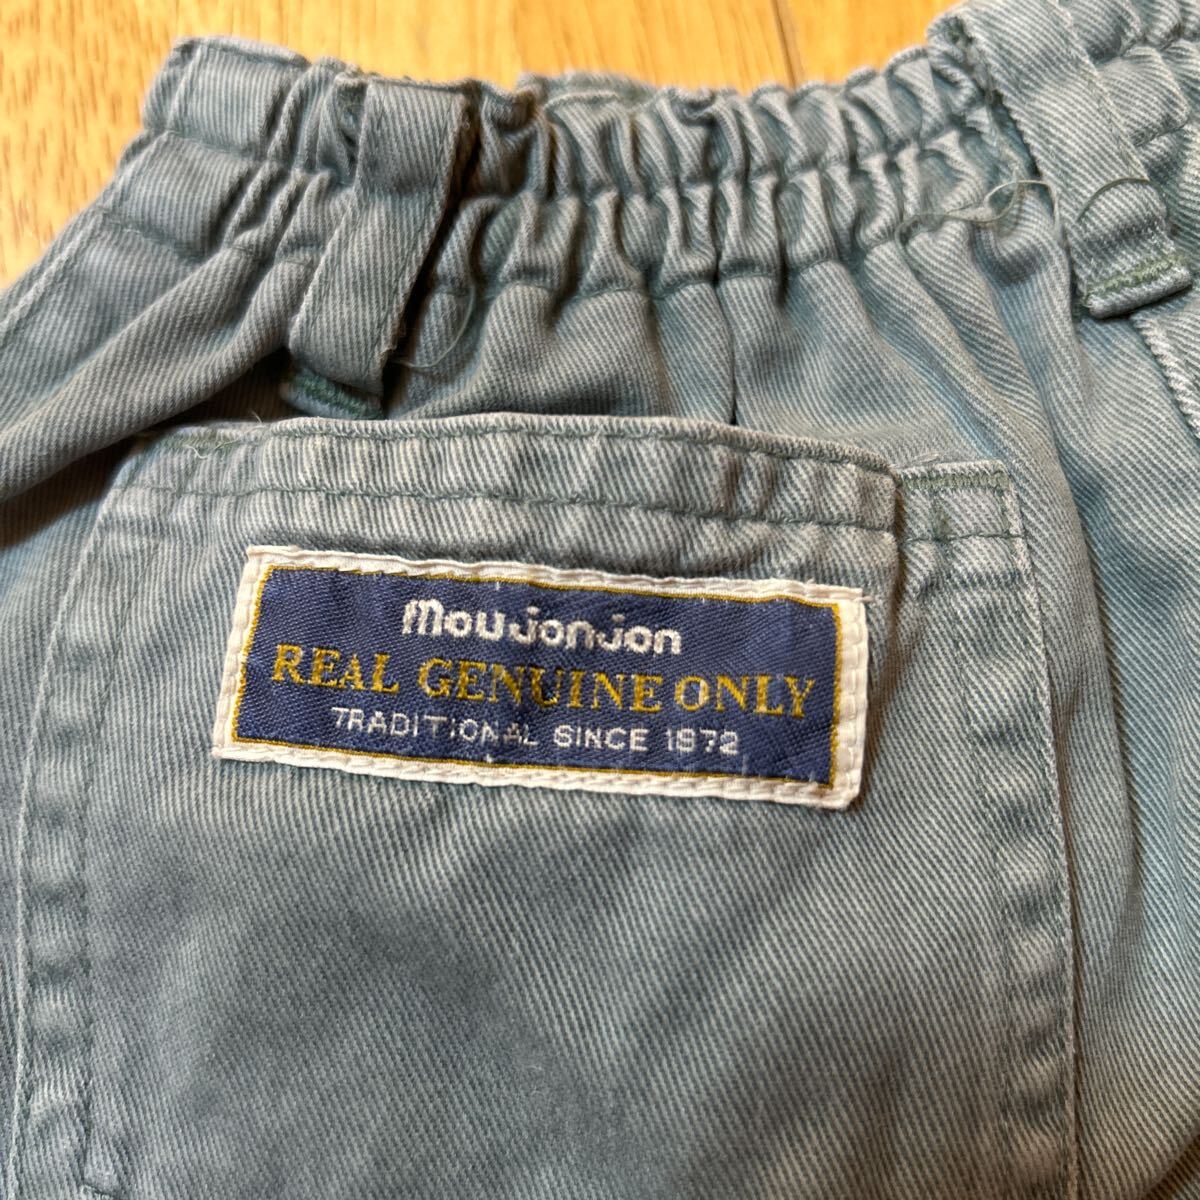 moujonjon
REAL GENUINE ONLY
TRADITIONAL SINCE 1972